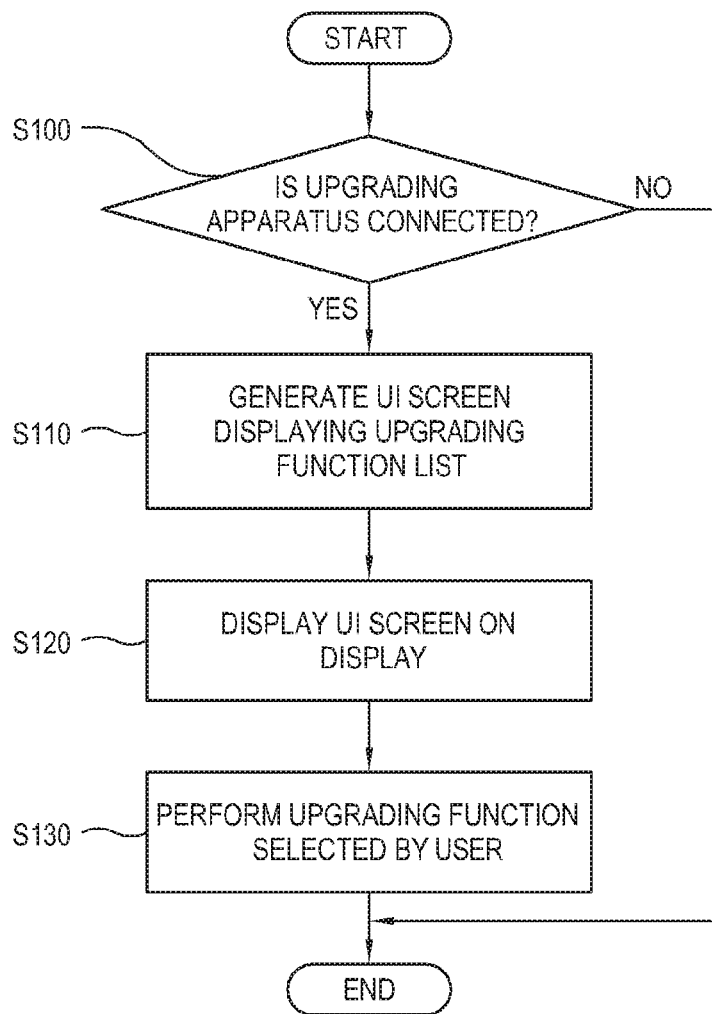 START
S100
IS UPGRADING
APPARATUS CONNECTED?
NO
YES
S110
GENERATE UI SCREEN
DISPLAYING UPGRADING
FUNCTION LIST
S120
DISPLAY UI SCREEN ON
DISPLAY
S130
PERFORM UPGRADING FUNCTION
SELECTED BY USER
END